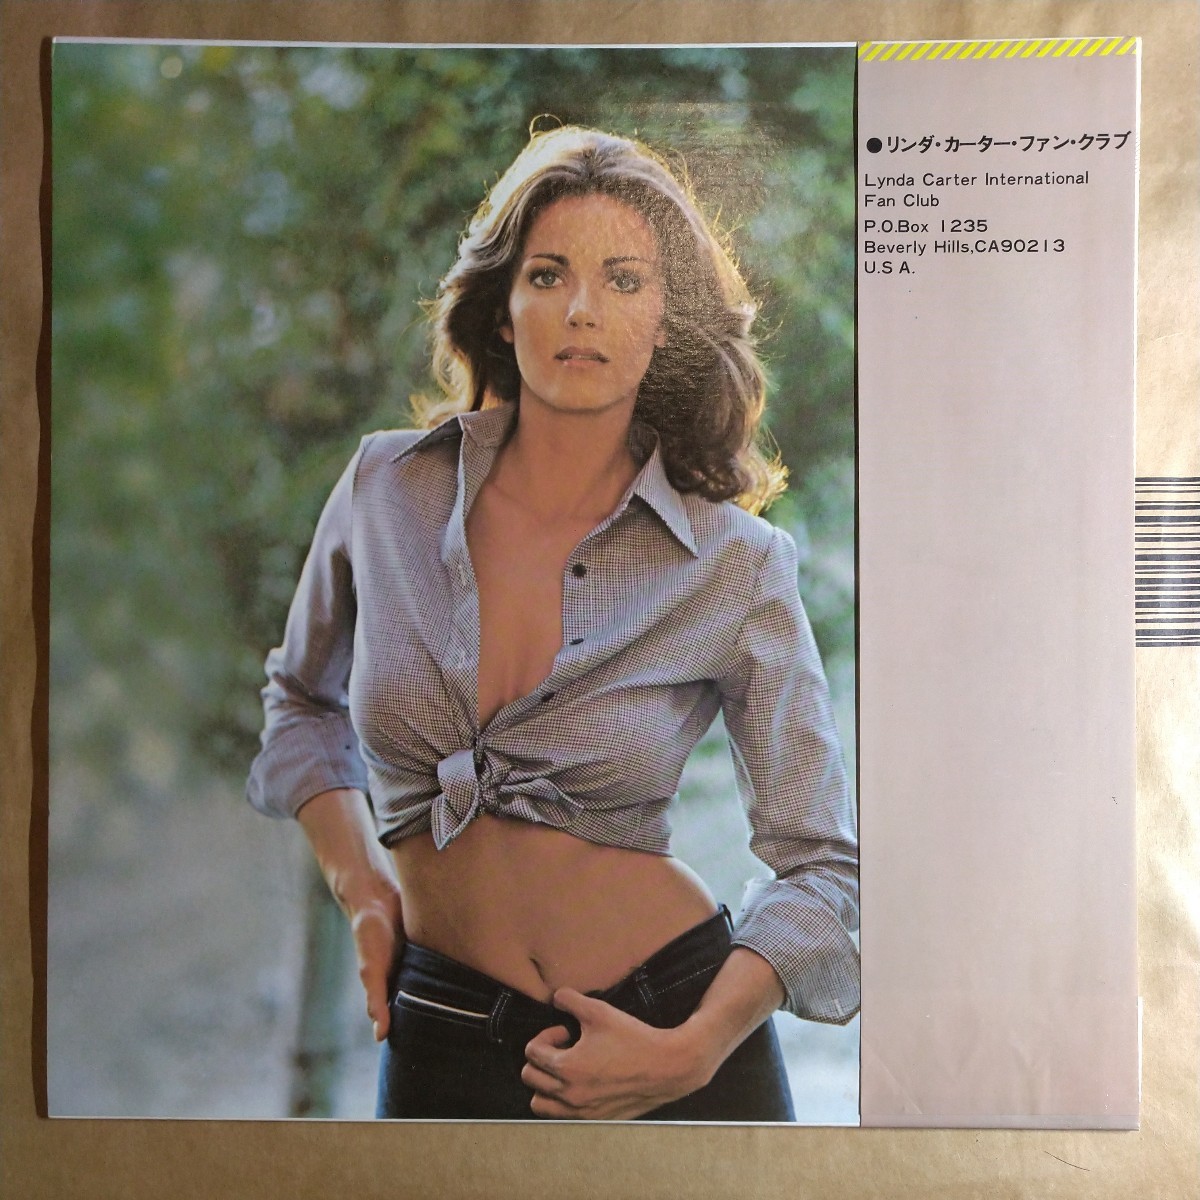 ●リンダ・カーター・ファン・クラブ
Lynda Carter International
Fan Club
P.O.Box 1235
Beverly Hills,CA90213
U.S A.